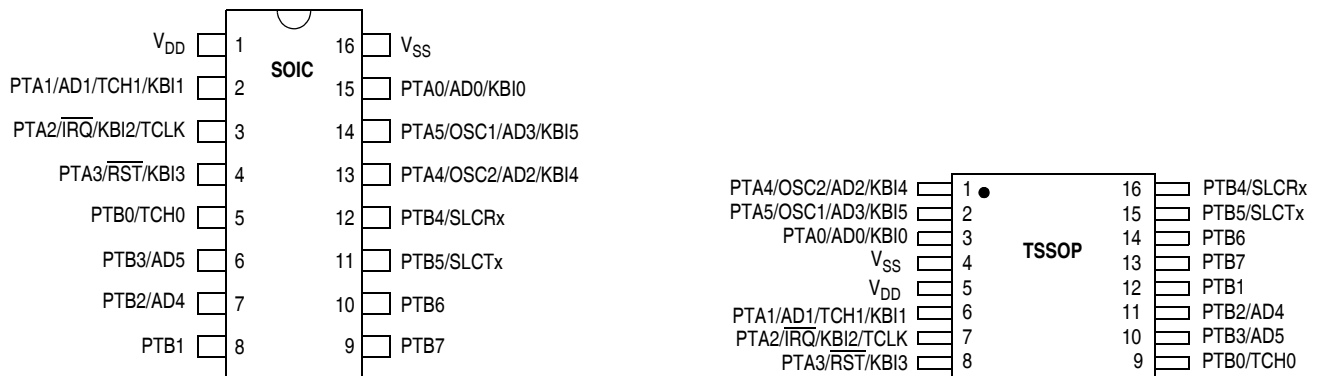 V_DD 1 16 V_SS
SOIC
PTA1/AD1/TCH1/KBI1 2 15 PTA0/AD0/KBI0
PTA2/I̅R̅Q̅/KBI2/TCLK 3 14 PTA5/OSC1/AD3/KBI5
PTA3/R̅S̅T̅/KBI3 4 13 PTA4/OSC2/AD2/KBI4
PTB0/TCH0 5 12 PTB4/SLCRx
PTB3/AD5 6 11 PTB5/SLCTx
PTB2/AD4 7 10 PTB6
PTB1 8 9 PTB7
PTA4/OSC2/AD2/KBI4 1 16 PTB4/SLCRx
PTA5/OSC1/AD3/KBI5 2 15 PTB5/SLCTx
PTA0/AD0/KBI0 3 14 PTB6
TSSOP
V_SS 4 13 PTB7
V_DD 5 12 PTB1
PTA1/AD1/TCH1/KBI1 6 11 PTB2/AD4
PTA2/I̅R̅Q̅/KBI2/TCLK 7 10 PTB3/AD5
PTA3/R̅S̅T̅/KBI3 8 9 PTB0/TCH0